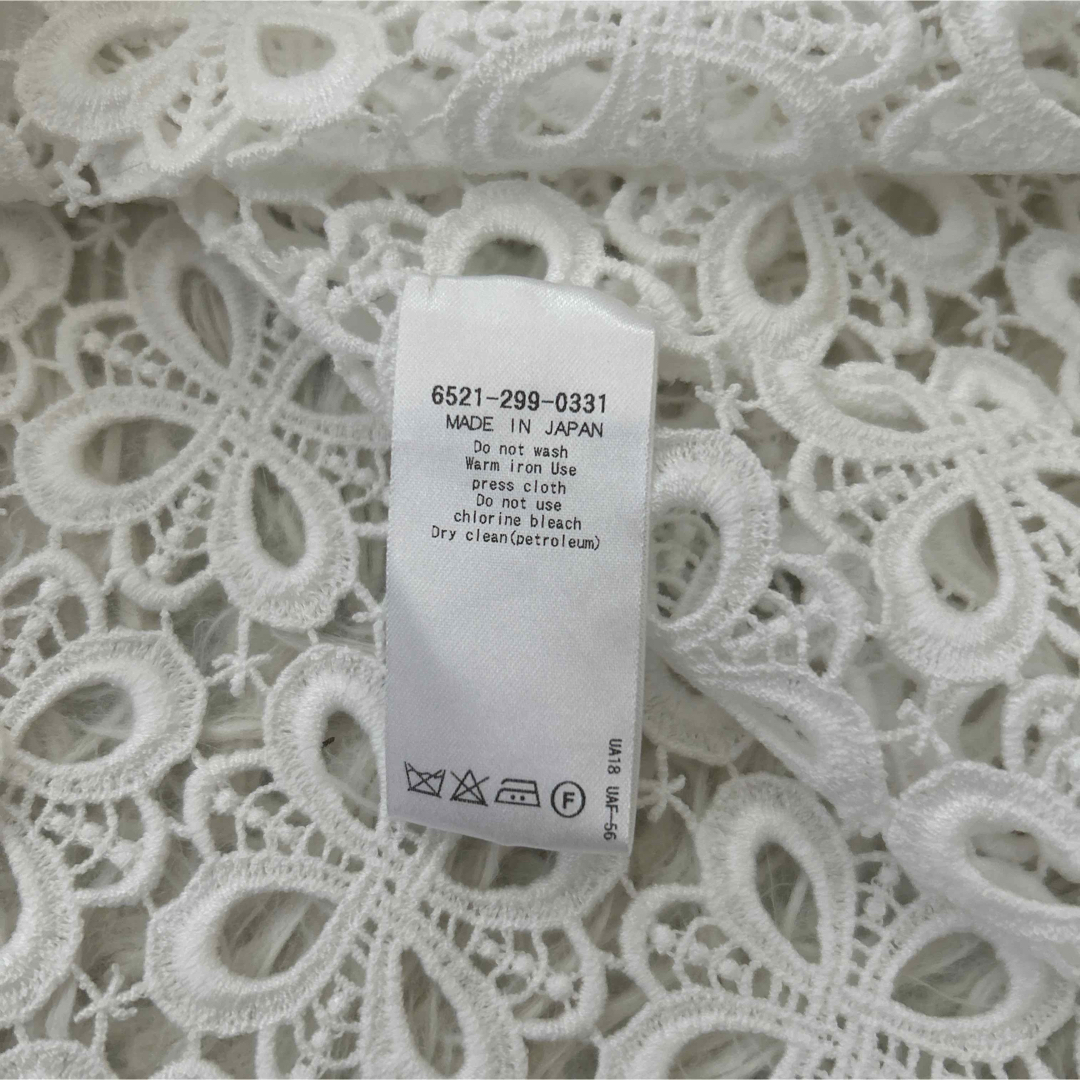 6521-299-0331
MADE IN JAPAN
Do not wash
Warm iron Use
press cloth
Do not use
chlorine bleach
Dry clean(petroleum)
F
UA18 UAF-56